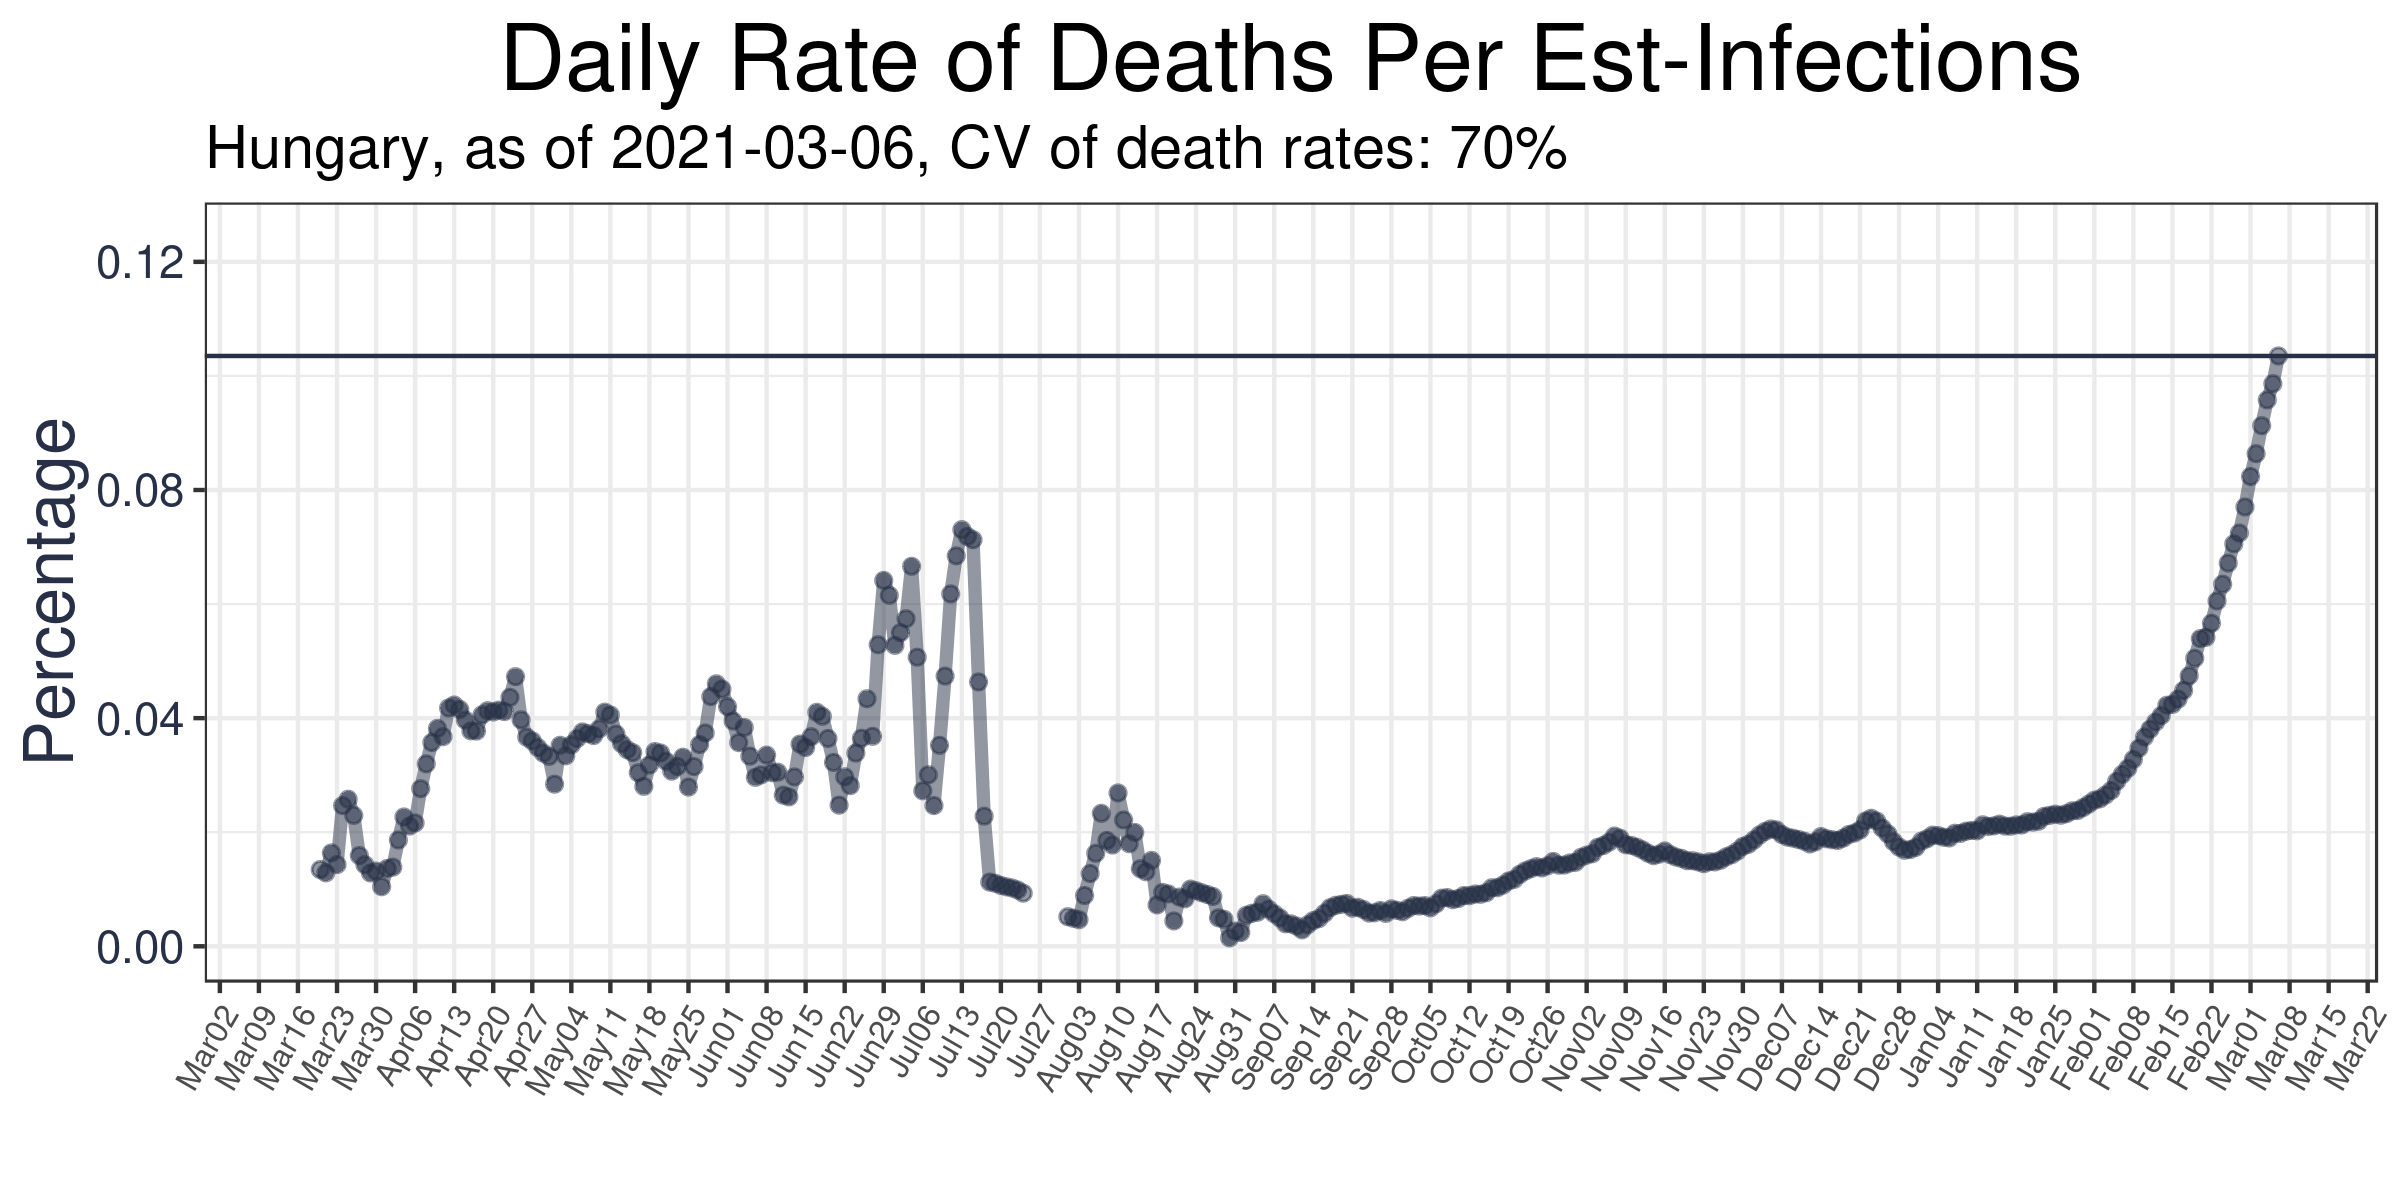 Daily Rate of Deaths Per Est-Infections
Hungary, as of 2021-03-06, CV of death rates: 70%
Percentage
0.12
0.08
0.04
0.00
Mar02
Mar09
Mar16
Mar23
Mar30
Apr06
Apr13
Apr20
Apr27
May04
May11
May18
May25
Jun01
Jun08
Jun15
Jun22
Jun29
Jul06
Jul13
Jul20
Jul27
Aug03
Aug10
Aug17
Aug24
Aug31
Sep07
Sep14
Sep21
Sep28
Oct05
Oct12
Oct19
Oct26
Nov02
Nov09
Nov16
Nov23
Nov30
Dec07
Dec14
Dec21
Dec28
Jan04
Jan11
Jan18
Jan25
Feb01
Feb08
Feb15
Feb22
Mar01
Mar08
Mar15
Mar22